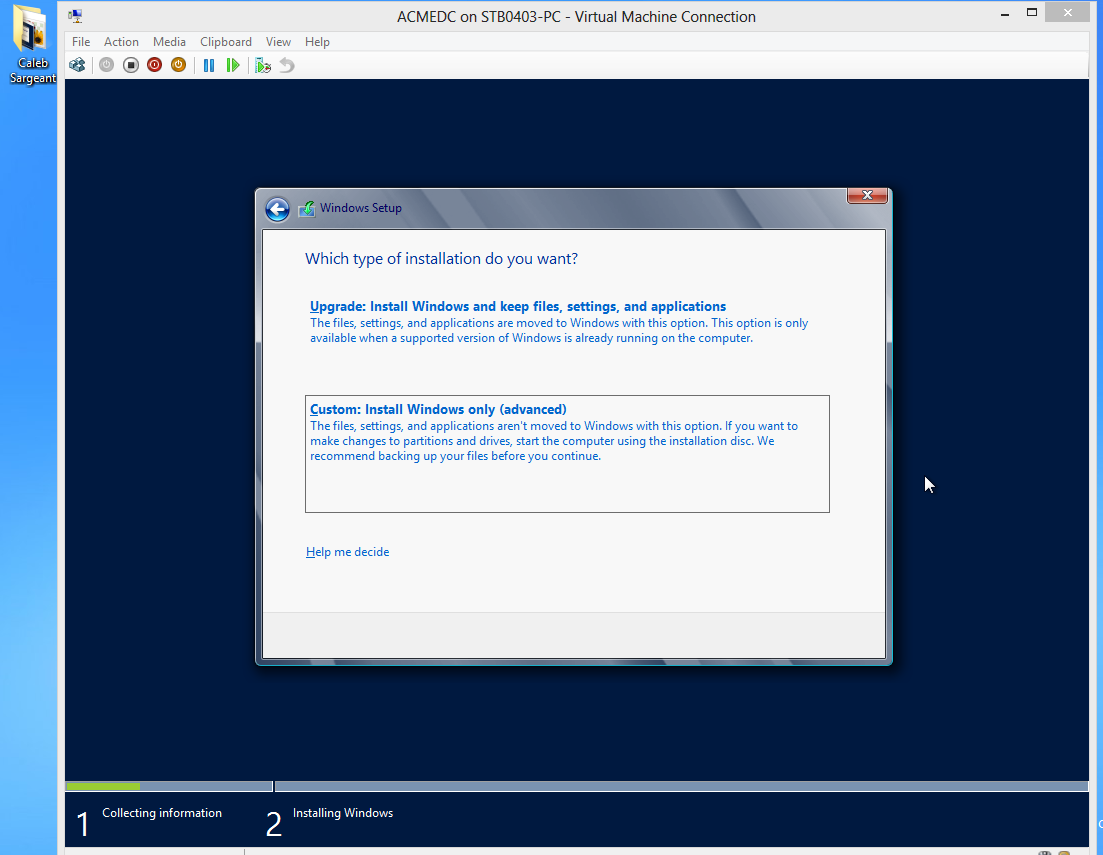 Caleb
Sargeant
ACMEDC on STB0403-PC - Virtual Machine Connection
File Action Media Clipboard View Help
Windows Setup
Which type of installation do you want?
Upgrade: Install Windows and keep files, settings, and applications
The files, settings, and applications are moved to Windows with this option. This option is only
available when a supported version of Windows is already running on the computer.
Custom: Install Windows only (advanced)
The files, settings, and applications aren't moved to Windows with this option. If you want to
make changes to partitions and drives, start the computer using the installation disc. We
recommend backing up your files before you continue.
Help me decide
1 Collecting information 2 Installing Windows